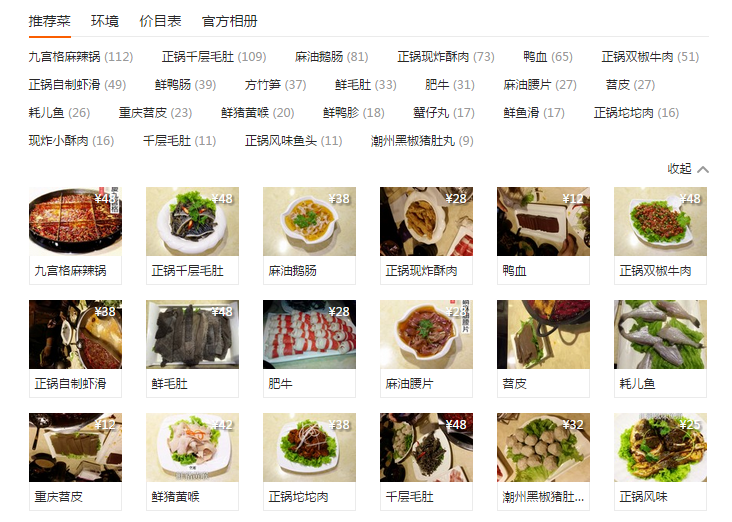 推荐菜 环境 价目表 官方相册
九宫格麻辣锅 (112) 正锅千层毛肚 (109) 麻油鹅肠 (81) 正锅现炸酥肉 (73) 鸭血 (65) 正锅双椒牛肉 (51)
正锅自制虾滑 (49) 鲜鸭肠 (39) 方竹笋 (37) 鲜毛肚 (33) 肥牛 (31) 麻油腰片 (27) 苕皮 (27)
耗儿鱼 (26) 重庆苕皮 (23) 鲜猪黄喉 (20) 鲜鸭胗 (18) 蟹仔丸 (17) 鲜鱼滑 (17) 正锅坨坨肉 (16)
现炸小酥肉 (16) 千层毛肚 (11) 正锅风味鱼头 (11) 潮州黑椒猪肚丸 (9)
收起
¥48 ¥48 ¥38 ¥28 ¥12 ¥48
九宫格麻辣锅 正锅千层毛肚 麻油鹅肠 正锅现炸酥肉 鸭血 正锅双椒牛肉
¥38 ¥48 ¥28 ¥28
正锅自制虾滑 鲜毛肚 肥牛 麻油腰片 苕皮 耗儿鱼
¥12 ¥42 ¥38 ¥48 ¥32 ¥25
重庆苕皮 鲜猪黄喉 正锅坨坨肉 千层毛肚 潮州黑椒猪肚... 正锅风味